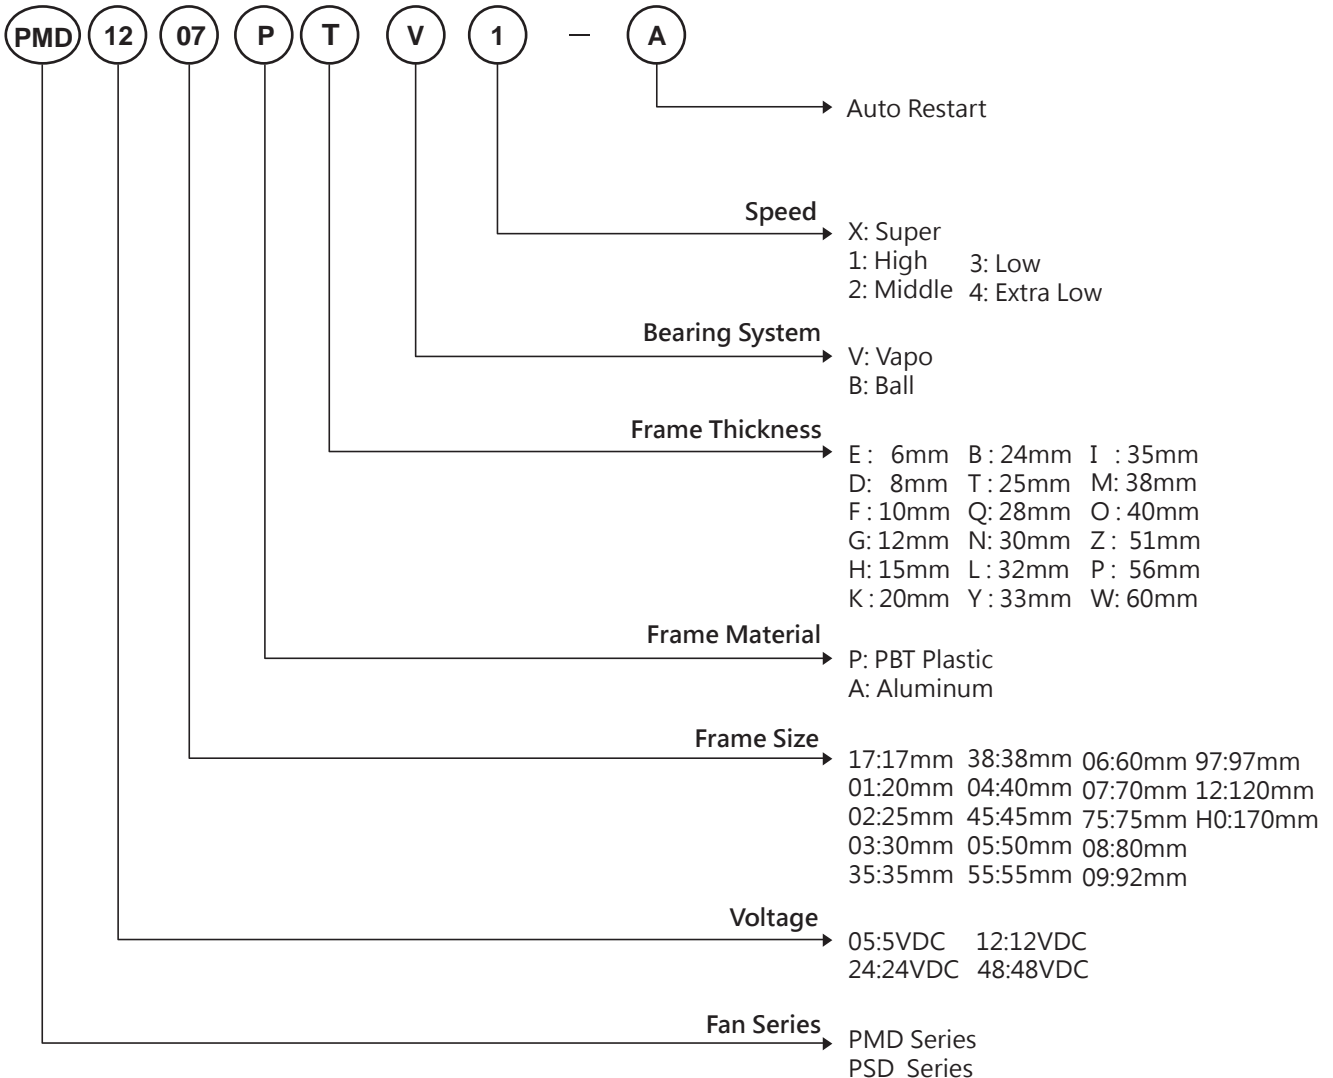 PMD 12 07 P T V 1 – A
Auto Restart
Speed
X: Super
1: High 3: Low
2: Middle 4: Extra Low
Bearing System
V: Vapo
B: Ball
Frame Thickness
E : 6mm B : 24mm I : 35mm
D: 8mm T : 25mm M: 38mm
F : 10mm Q: 28mm O : 40mm
G: 12mm N: 30mm Z : 51mm
H: 15mm L : 32mm P : 56mm
K : 20mm Y : 33mm W: 60mm
Frame Material
P: PBT Plastic
A: Aluminum
Frame Size
17:17mm 38:38mm 06:60mm 97:97mm
01:20mm 04:40mm 07:70mm 12:120mm
02:25mm 45:45mm 75:75mm H0:170mm
03:30mm 05:50mm 08:80mm
35:35mm 55:55mm 09:92mm
Voltage
05:5VDC 12:12VDC
24:24VDC 48:48VDC
Fan Series
PMD Series
PSD Series